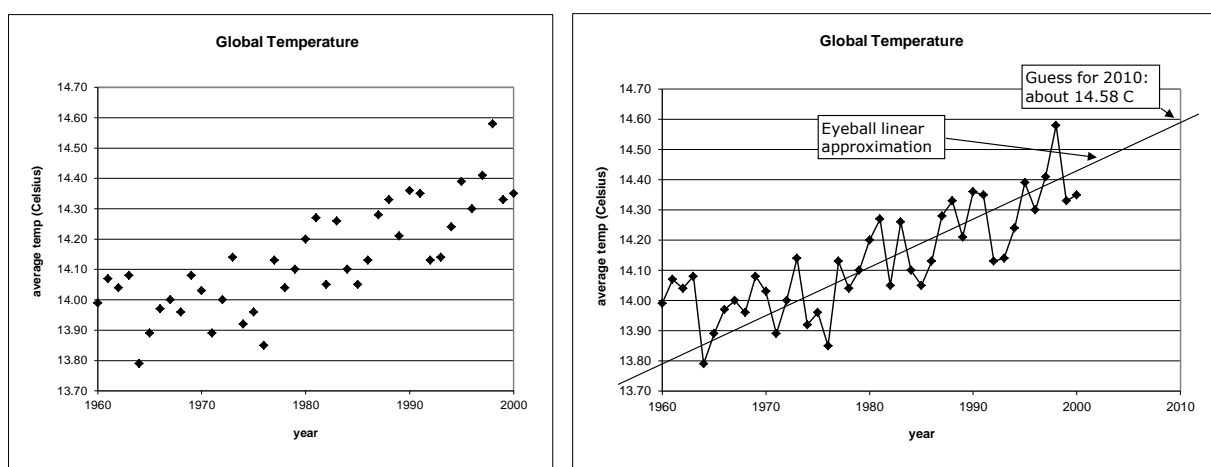 Global Temperature
14.70
14.60
14.50
14.40
14.30
14.20
14.10
14.00
13.90
13.80
13.70
average temp (Celsius)
1960 1970 1980 1990 2000
year
Global Temperature
Guess for 2010:
about 14.58 C
Eyeball linear
approximation
14.70
14.60
14.50
14.40
14.30
14.20
14.10
14.00
13.90
13.80
13.70
average temp (Celsius)
1960 1970 1980 1990 2000 2010
year